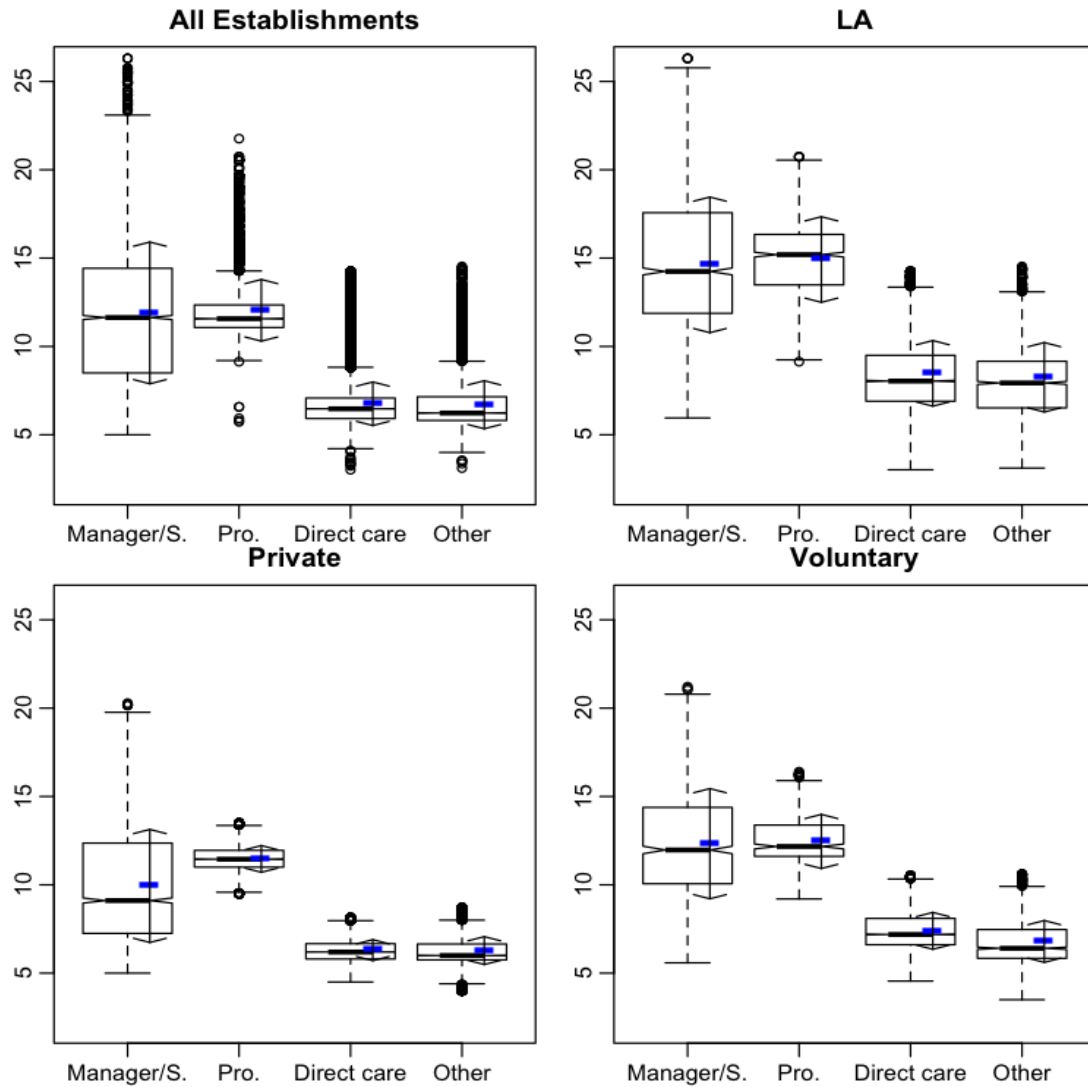 All Establishments
LA
25
20
15
10
5
Manager/S. Pro. Direct care Other
25
20
15
10
5
Manager/S. Pro. Direct care Other
Private
Voluntary
25
20
15
10
5
Manager/S. Pro. Direct care Other
25
20
15
10
5
Manager/S. Pro. Direct care Other